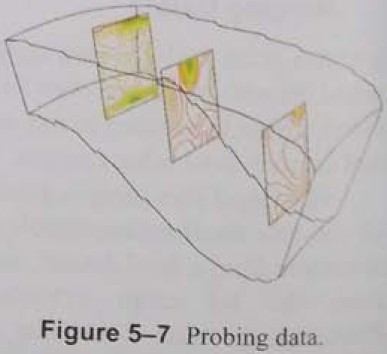 Figure 5–7 Probing data.